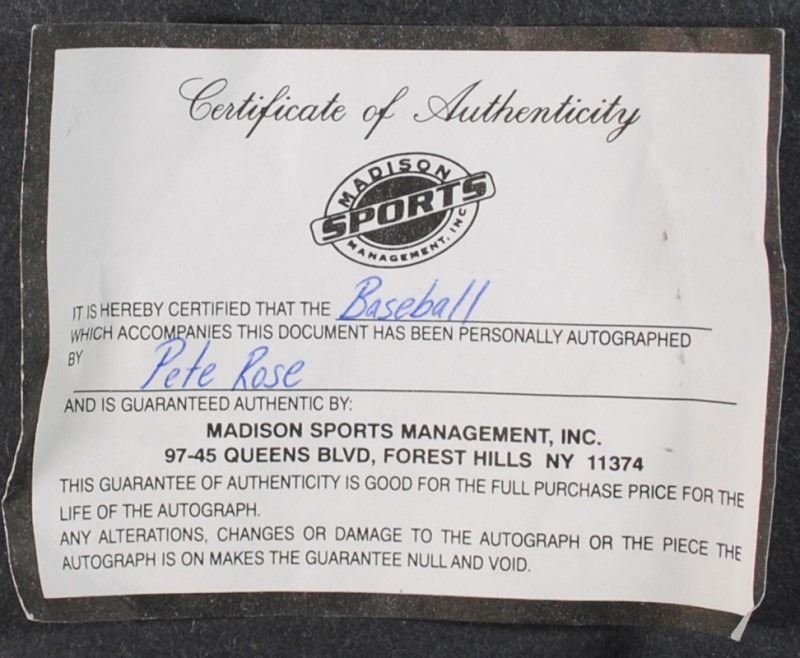 Certificate of Authenticity
MADISON
SPORTS
MANAGEMENT, INC
IT IS HEREBY CERTIFIED THAT THE Baseball
WHICH ACCOMPANIES THIS DOCUMENT HAS BEEN PERSONALLY AUTOGRAPHED
BY Pete Rose
AND IS GUARANTEED AUTHENTIC BY:
MADISON SPORTS MANAGEMENT, INC.
97-45 QUEENS BLVD, FOREST HILLS NY 11374
THIS GUARANTEE OF AUTHENTICITY IS GOOD FOR THE FULL PURCHASE PRICE FOR THE
LIFE OF THE AUTOGRAPH.
ANY ALTERATIONS, CHANGES OR DAMAGE TO THE AUTOGRAPH OR THE PIECE THE
AUTOGRAPH IS ON MAKES THE GUARANTEE NULL AND VOID.